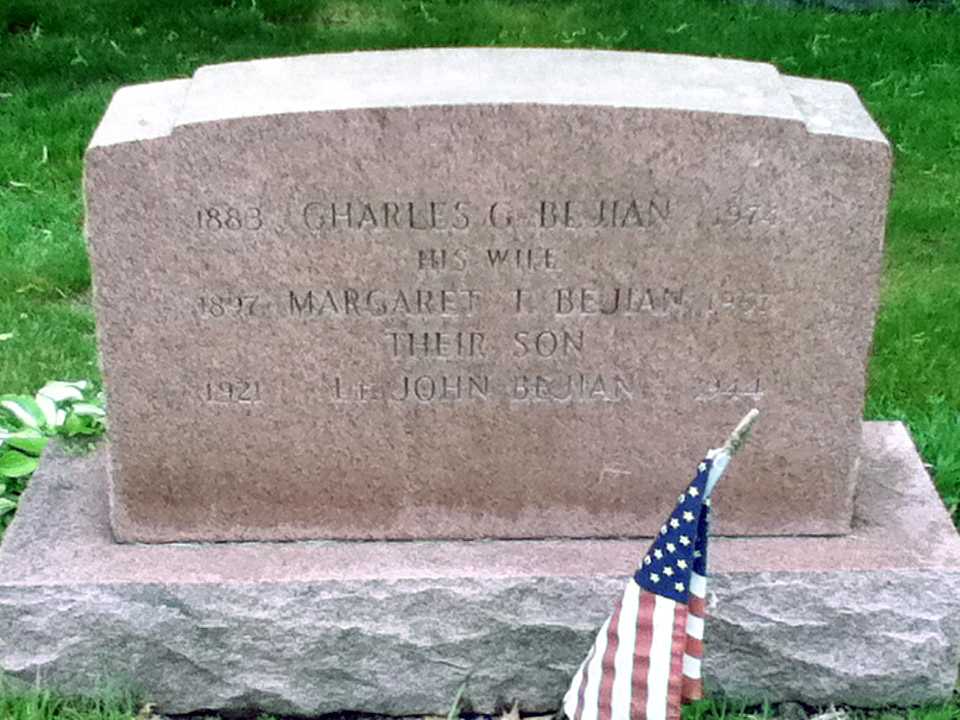 1883 CHARLES G. BEJIAN 1974
HIS WIFE
1897 MARGARET T. BEJIAN
THEIR SON
1921 LT. JOHN BEJIAN 1944